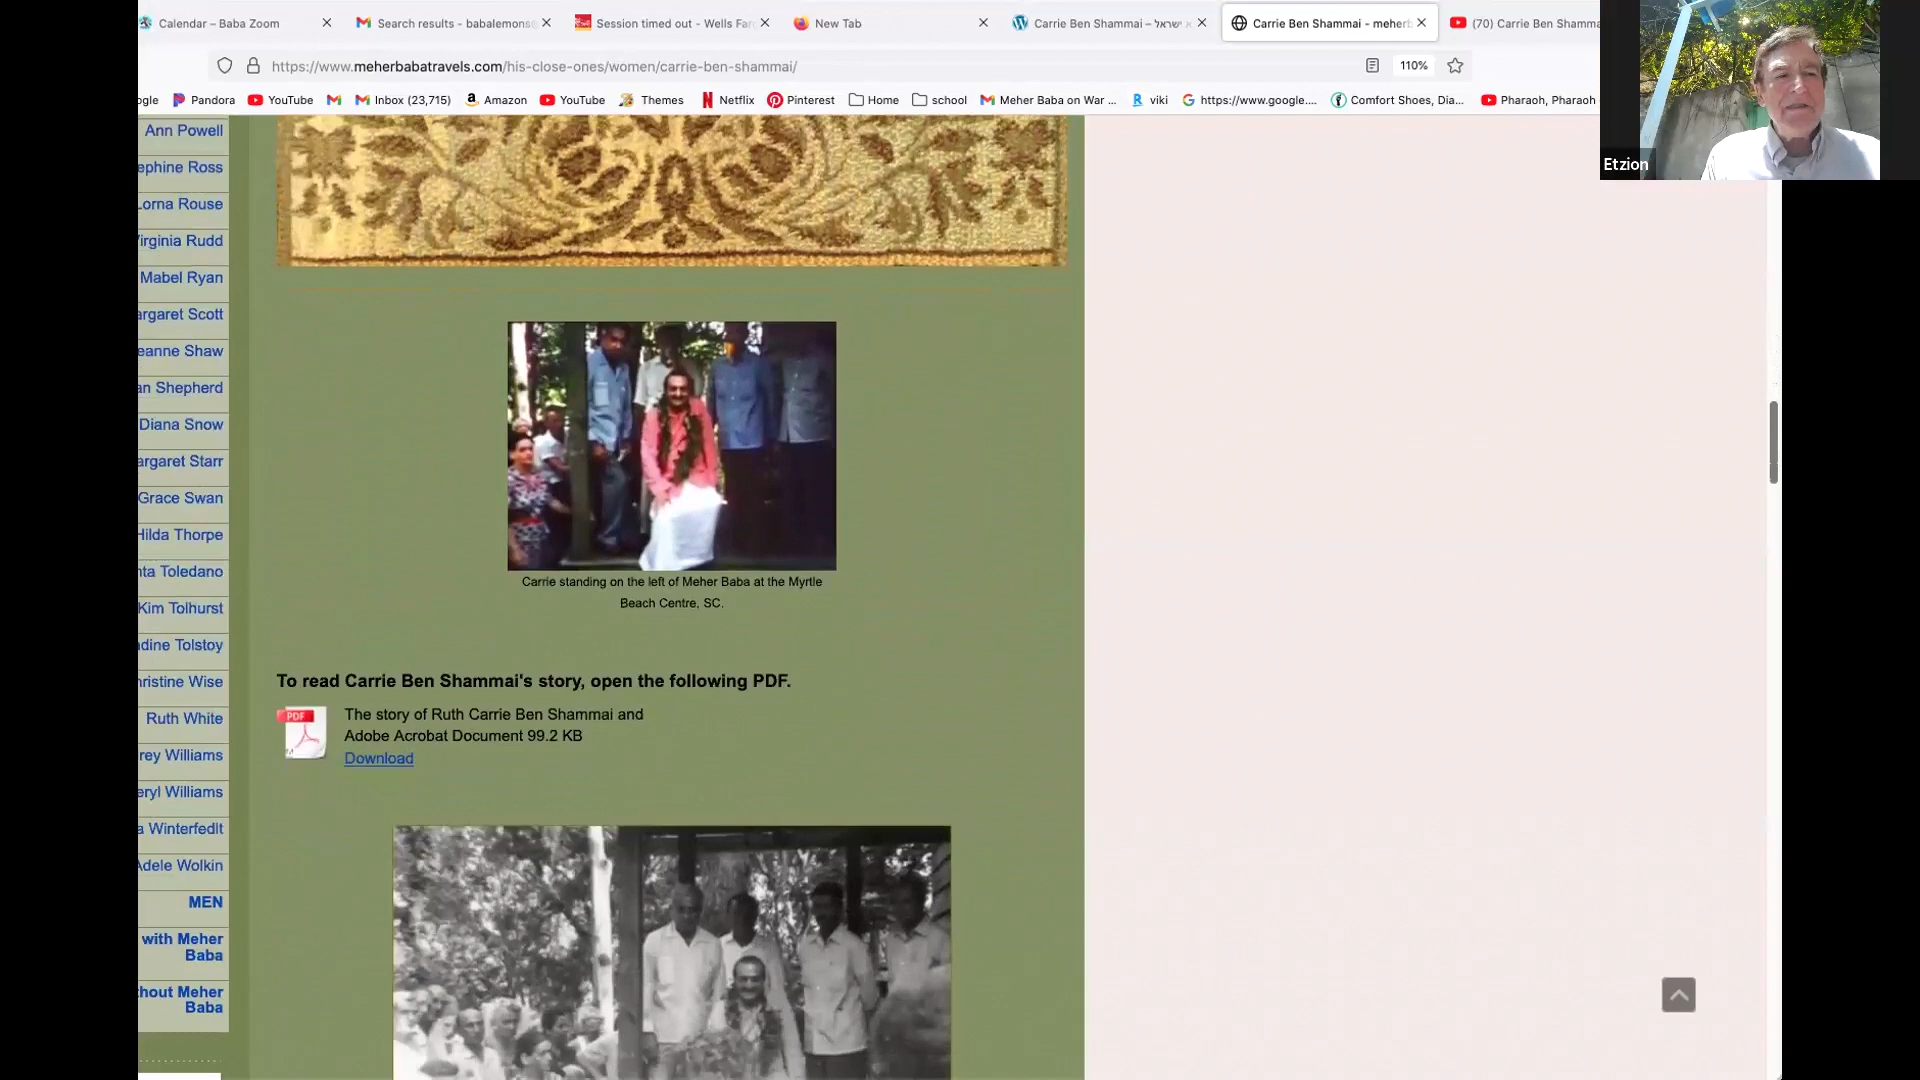 Calendar – Baba Zoom
Search results - babalemons@
Session timed out - Wells Far
New Tab
Carrie Ben Shammai – א. ישראל
Carrie Ben Shammai - meherb
(70) Carrie Ben Shamma
https://www.meherbabatravels.com/his-close-ones/women/carrie-ben-shammai/
110%
gle
Pandora
YouTube
Inbox (23,715)
Amazon
YouTube
Themes
Netflix
Pinterest
Home
school
Meher Baba on War ...
viki
https://www.google....
Comfort Shoes, Dia...
Pharaoh, Pharaoh
Etzion
Ann Powell
ephine Ross
Lorna Rouse
Virginia Rudd
Mabel Ryan
argaret Scott
eanne Shaw
an Shepherd
Diana Snow
argaret Starr
Grace Swan
Hilda Thorpe
nta Toledano
Kim Tolhurst
dine Tolstoy
hristine Wise
Ruth White
rey Williams
eryl Williams
a Winterfedlt
Adele Wolkin
MEN
with Meher
Baba
hout Meher
Baba
Carrie standing on the left of Meher Baba at the Myrtle
Beach Centre, SC.
To read Carrie Ben Shammai's story, open the following PDF.
PDF
The story of Ruth Carrie Ben Shammai and
Adobe Acrobat Document 99.2 KB
Download